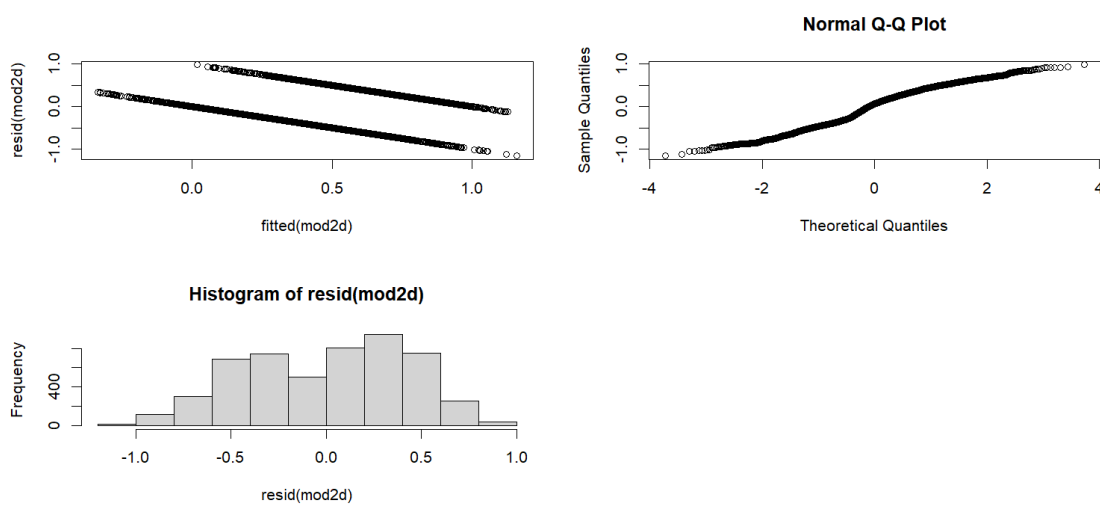 resid(mod2d)
1.0
0.0
-1.0
0.0 0.5 1.0
fitted(mod2d)
Normal Q-Q Plot
Sample Quantiles
1.0
0.0
-1.0
-4 -2 0 2 4
Theoretical Quantiles
Histogram of resid(mod2d)
Frequency
400
0
-1.0 -0.5 0.0 0.5 1.0
resid(mod2d)